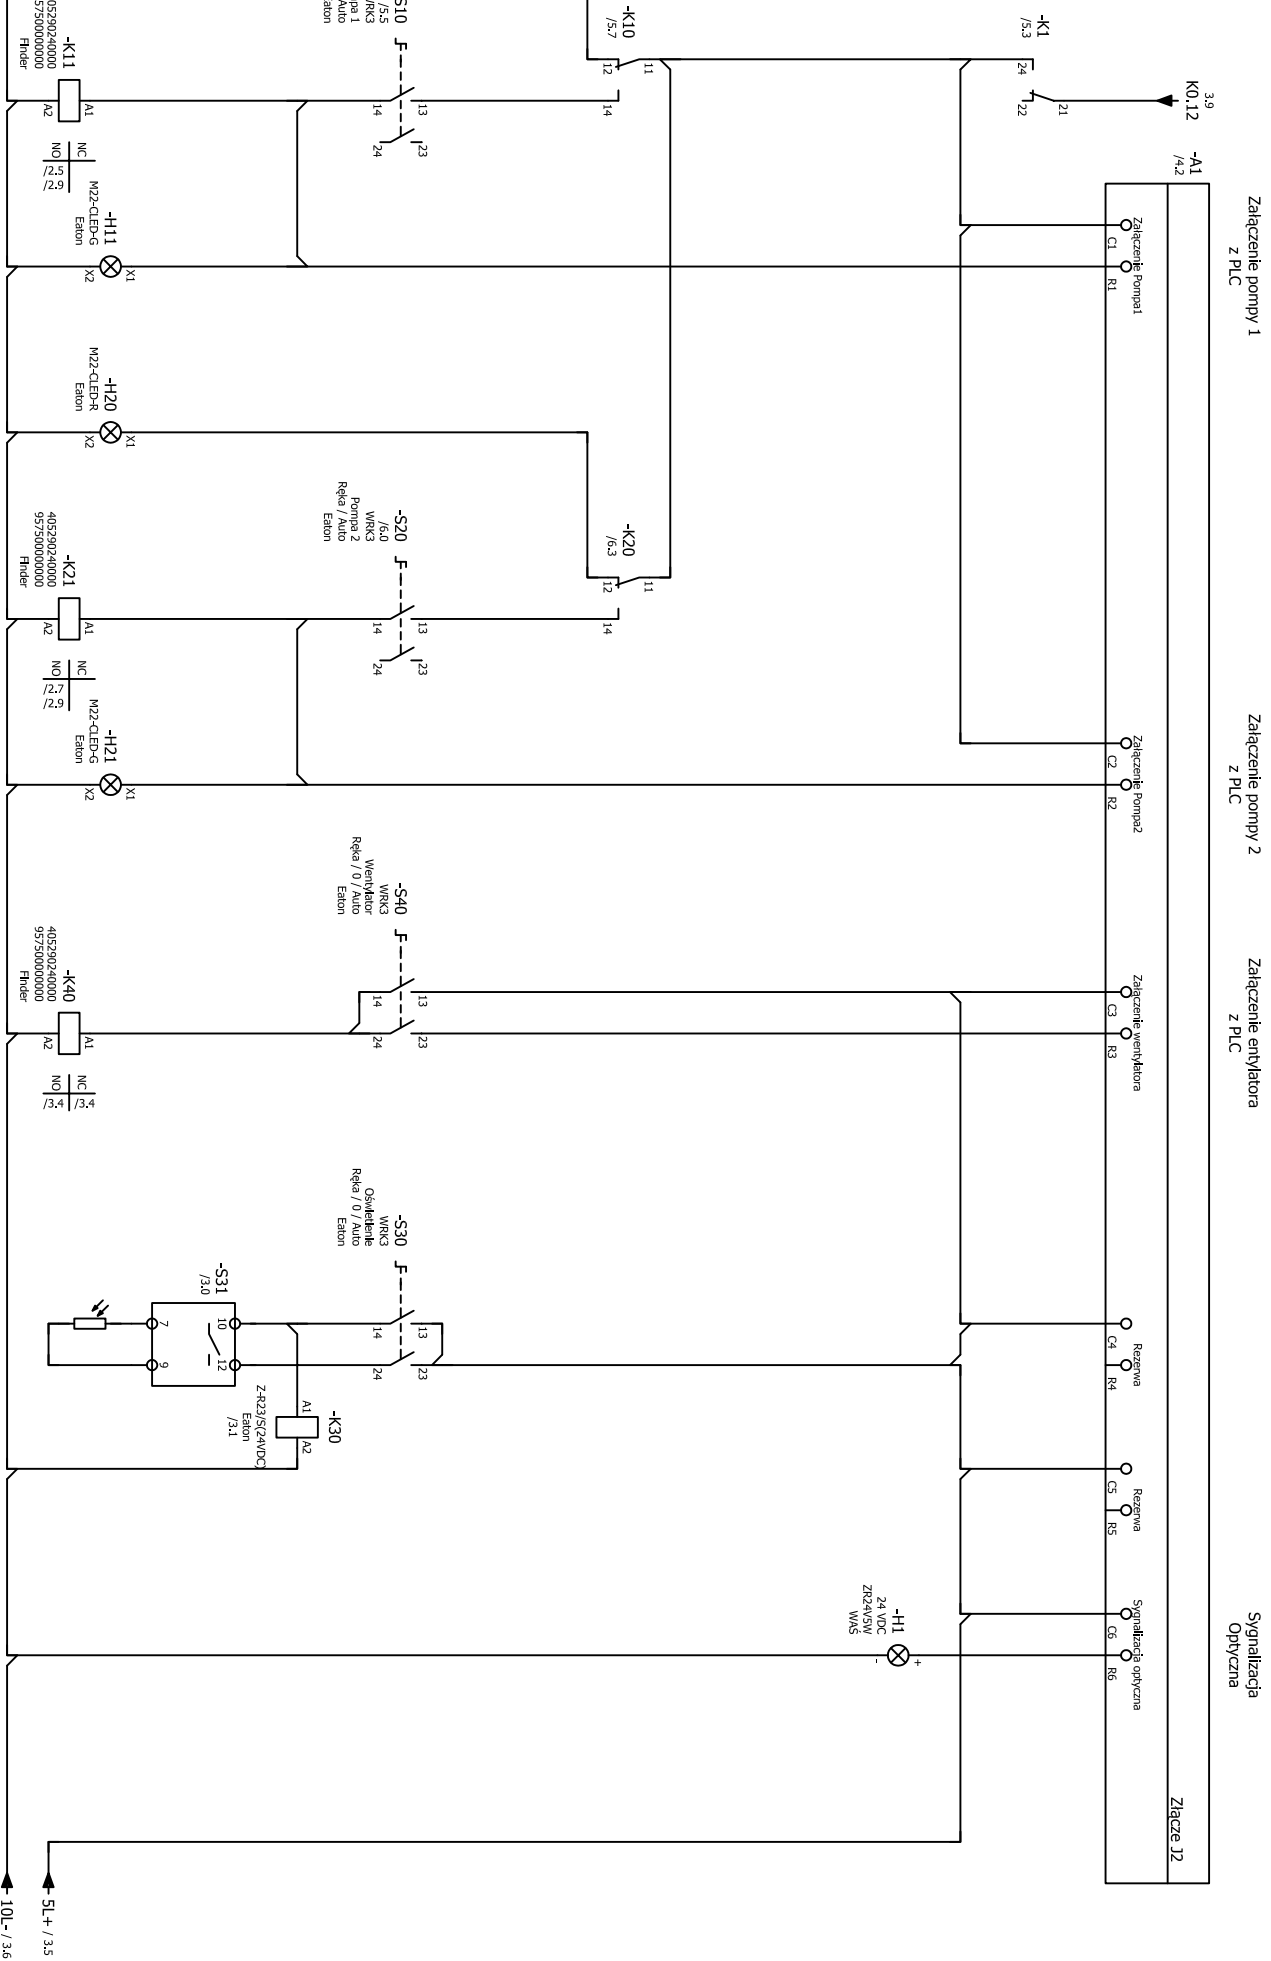 Załączenie pompy 1
z PLC
Załączenie pompy 2
z PLC
Załączenie entylatora
z PLC
Sygnalizacja
Optyczna
3.9
K0.12
-A1
/4.2
Złącze J2
Załączenie Pompa1
C1
R1
Załączenie Pompa2
C2
R2
Załączenie wentylatora
C3
R3
Rezerwa
C4
R4
Rezerwa
C5
R5
Sygnalizacja optyczna
C6
R6
-K1
/5.3
24
22
21
-H1
24 VDC
ZR24V5W
WAŚ
+
-
-K10
/5.7
12
11
14
-K20
/6.3
12
11
14
S10
/5.5
Auto
14
13
24
23
-S20
/6.0
WRK3
Pompa 2
Ręka / Auto
Eaton
14
13
24
23
-S40
WRK3
Wentylator
Ręka / 0 / Auto
Eaton
14
13
24
23
-S30
WRK3
Oświetlenie
Ręka / 0 / Auto
Eaton
14
13
24
23
-S31
/3.0
10
12
7
9
-K30
Z-R23/S(24VDC)
Eaton
/3.1
A1
A2
-K11
Finder
A1
A2
NC
NO
/2.5
/2.9
-H11
M22-CLED-G
Eaton
X1
X2
-H20
M22-CLED-R
Eaton
X1
X2
-K21
405290240000
957500000000
Finder
A1
A2
NC
NO
/2.7
/2.9
-H21
M22-CLED-G
Eaton
X1
X2
-K40
405290240000
957500000000
Finder
A1
A2
NC
NO
/3.4
/3.4
5L+ / 3.5
10L- / 3.6